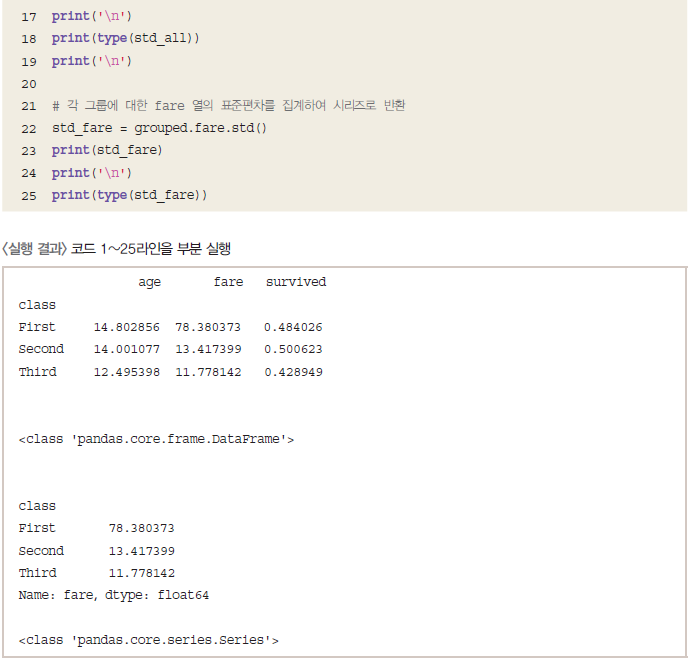 17 print('\n')
18 print(type(std_all))
19 print('\n')
20
21 # 각 그룹에 대한 fare 열의 표준편차를 집계하여 시리즈로 반환
22 std_fare = grouped.fare.std()
23 print(std_fare)
24 print('\n')
25 print(type(std_fare))
〈실행 결과〉 코드 1~25라인을 부분 실행
age fare survived
class
First 14.802856 78.380373 0.484026
Second 14.001077 13.417399 0.500623
Third 12.495398 11.778142 0.428949
<class 'pandas.core.frame.DataFrame'>
class
First 78.380373
Second 13.417399
Third 11.778142
Name: fare, dtype: float64
<class 'pandas.core.series.Series'>